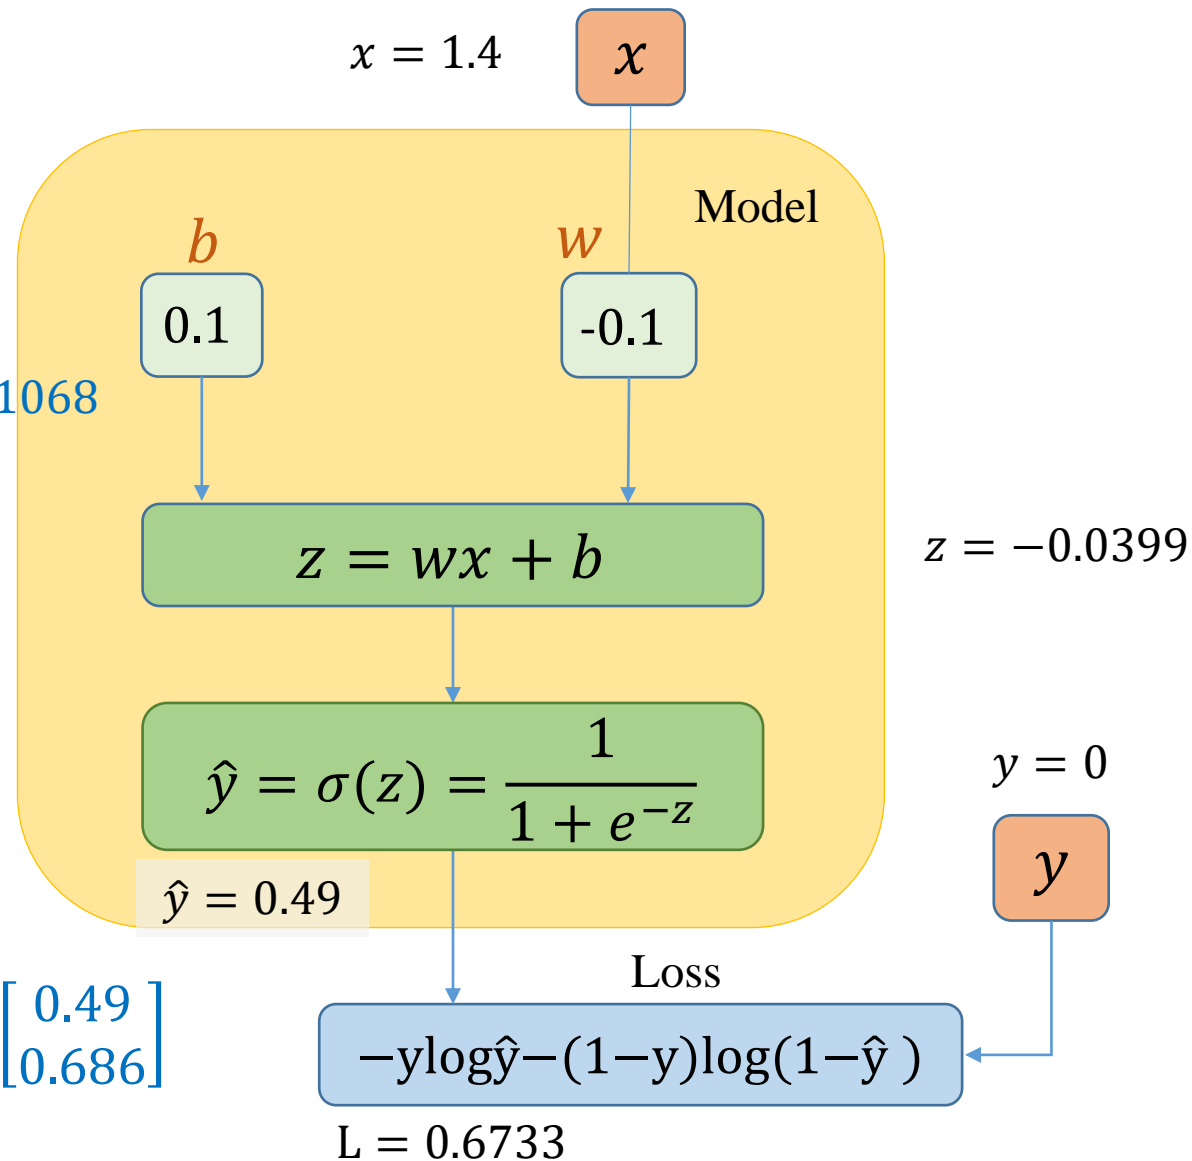 x = 1.4
x
Model
b
w
0.1
-0.1
1068
z = wx + b
z = −0.0399
ŷ = σ(z) = 1 / (1 + e^{−z})
y = 0
y
ŷ = 0.49
Loss
[0.49
0.686]
−ylogŷ−(1−y)log(1−ŷ )
L = 0.6733